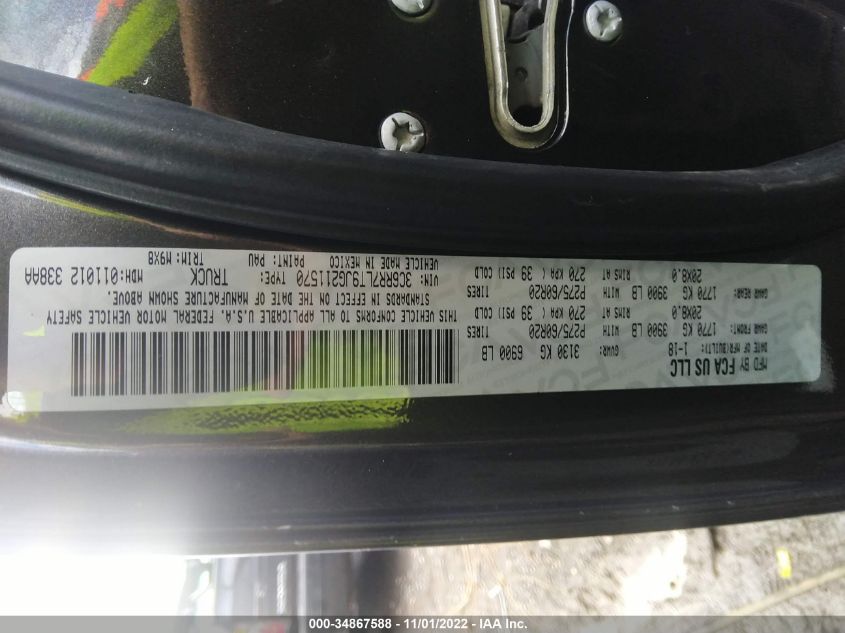 MFD BY FCA US LLC
DATE OF MFR/BUILT: 1-18 GVWR: 3130 KG 6900 LB
GAWR FRONT: 1770 KG 3900 LB WITH P275/60R20 TIRES
20X8.0 RIMS AT 270 KPA ( 39 PSI) COLD
GAWR REAR: 1770 KG 3900 LB WITH P275/60R20 TIRES
20X8.0 RIMS AT 270 KPA ( 39 PSI) COLD
THIS VEHICLE CONFORMS TO ALL APPLICABLE U.S.A. FEDERAL MOTOR VEHICLE SAFETY
STANDARDS IN EFFECT ON THE DATE OF MANUFACTURE SHOWN ABOVE.
VIN: 3C6RR7LT9JG211570 TYPE: TRUCK MDH: 011012 338AA
VEHICLE MADE IN MEXICO PAINT: PAU TRIM: M9X8
000-34867588 - 11/01/2022 - IAA Inc.